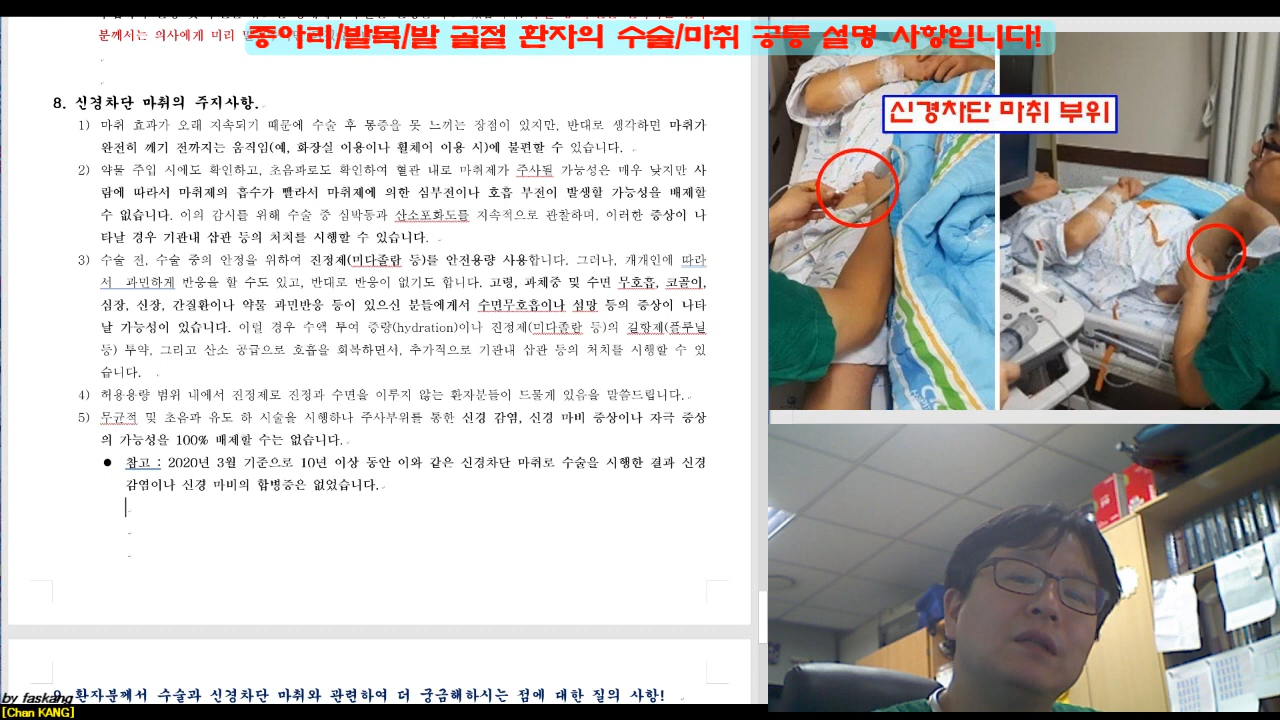 종아리/발목/발 골절 환자의 수술/마취 공통 설명 사항입니다!
분께서는 의사에게 미리
8. 신경차단 마취의 주지사항.
1) 마취 효과가 오래 지속되기 때문에 수술 후 통증을 못 느끼는 장점이 있지만, 반대로 생각하면 마취가
완전히 깨기 전까지는 움직임(예, 화장실 이용이나 휠체어 이용 시)에 불편할 수 있습니다.
2) 약물 주입 시에도 확인하고, 초음파로도 확인하여 혈관 내로 마취제가 주사될 가능성은 매우 낮지만 사
람에 따라서 마취제의 흡수가 빨라서 마취제에 의한 심부전이나 호흡 부전이 발생할 가능성을 배제할
수 없습니다. 이의 감시를 위해 수술 중 심박동과 산소포화도를 지속적으로 관찰하며, 이러한 증상이 나
타날 경우 기관내 삽관 등의 처치를 시행할 수 있습니다.
3) 수술 전, 수술 중의 안정을 위하여 진정제(미다졸람 등)를 안전용량 사용합니다. 그러나, 개개인에 따라
서 과민하게 반응을 할 수도 있고, 반대로 반응이 없기도 합니다. 고령, 과체중 및 수면 무호흡, 코골이,
심장, 신장, 간질환이나 약물 과민반응 등이 있으신 분들에게서 수면무호흡이나 섬망 등의 증상이 나타
날 가능성이 있습니다. 이럴 경우 수액 투여 증량(hydration)이나 진정제(미다졸람 등)의 길항제(플루닐
등) 투약, 그리고 산소 공급으로 호흡을 회복하면서, 추가적으로 기관내 삽관 등의 처치를 시행할 수 있
습니다.
4) 허용용량 범위 내에서 진정제로 진정과 수면을 이루지 않는 환자분들이 드물게 있음을 말씀드립니다.
5) 무균적 및 초음파 유도 하 시술을 시행하나 주사부위를 통한 신경 감염, 신경 마비 증상이나 자극 증상
의 가능성을 100% 배제할 수는 없습니다.
● 참고 : 2020년 3월 기준으로 10년 이상 동안 이와 같은 신경차단 마취로 수술을 시행한 결과 신경
감염이나 신경 마비의 합병증은 없었습니다.
9. 환자분께서 수술과 신경차단 마취와 관련하여 더 궁금해하시는 점에 대한 질의 사항!
by faskang
[Chan KANG]
신경차단 마취 부위